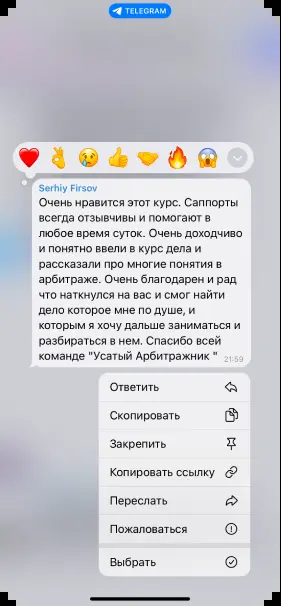 TELEGRAM
Serhiy Firsov
Очень нравится этот курс. Саппорты
всегда отзывчивы и помогают в
любое время суток. Очень доходчиво
и понятно ввели в курс дела и
рассказали про многие понятия в
арбитраже. Очень благодарен и рад
что наткнулся на вас и смог найти
дело которое мне по душе, и
которым я хочу дальше заниматься и
разбираться в нем. Спасибо всей
команде "Усатый Арбитражник "
21:59
Ответить
Скопировать
Закрепить
Копировать ссылку
Переслать
Пожаловаться
Выбрать